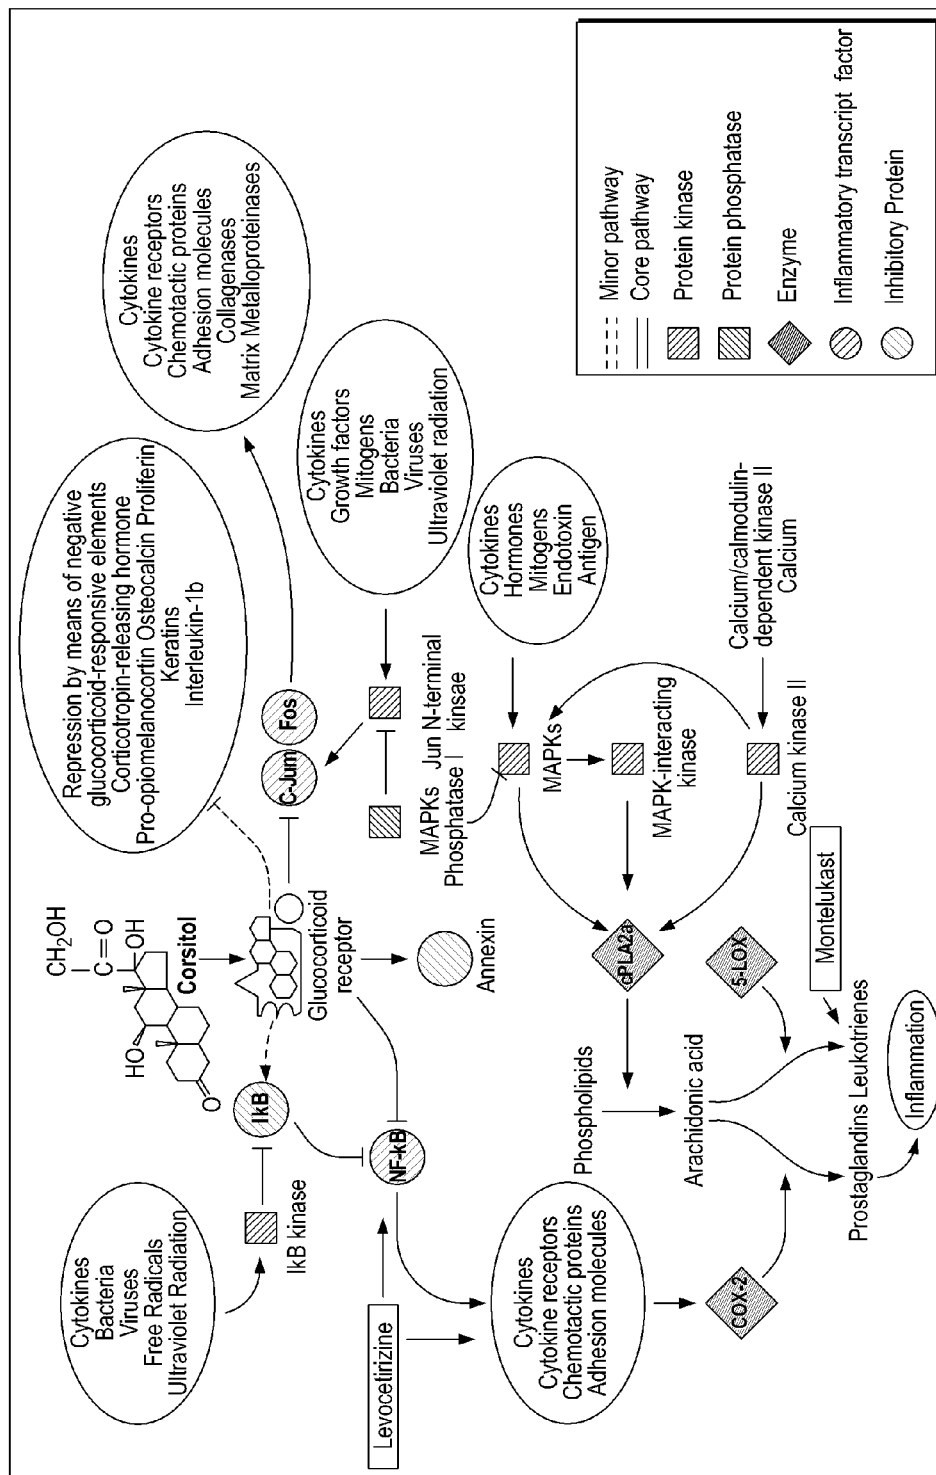 Cytokines
Bacteria
Viruses
Free Radicals
Ultraviolet Radiation
IkB kinase
IkB
O
HO
CH2OH
C=O
OH
Corsitol
Glucocorticoid
receptor
Repression by means of negative
glucocorticoid-responsive elements
Corticotropin-releasing hormone
Pro-opiomelanocortin Osteocalcin Proliferin
Keratins
Interleukin-1b
Cytokines
Cytokine receptors
Chemotactic proteins
Adhesion molecules
Collagenases
Matrix Metalloproteinases
C-Jum
Fos
Levocetirizine
NF-kB
Annexin
MAPKs
Phosphatase I
Jun N-terminal
kinsae
Cytokines
Growth factors
Mitogens
Bacteria
Viruses
Ultraviolet radiation
Cytokines
Cytokine receptors
Chemotactic proteins
Adhesion molecules
Phospholipids
cPLA2a
MAPKs
MAPK-interacting
kinase
Cytokines
Hormones
Mitogens
Endotoxin
Antigen
COX-2
Arachidonic acid
5-LOX
Calcium kinase II
Calcium/calmodulin-
dependent kinase II
Calcium
Montelukast
Prostaglandins Leukotrienes
Inflammation
Minor pathway
Core pathway
Protein kinase
Protein phosphatase
Enzyme
Inflammatory transcript factor
Inhibitory Protein